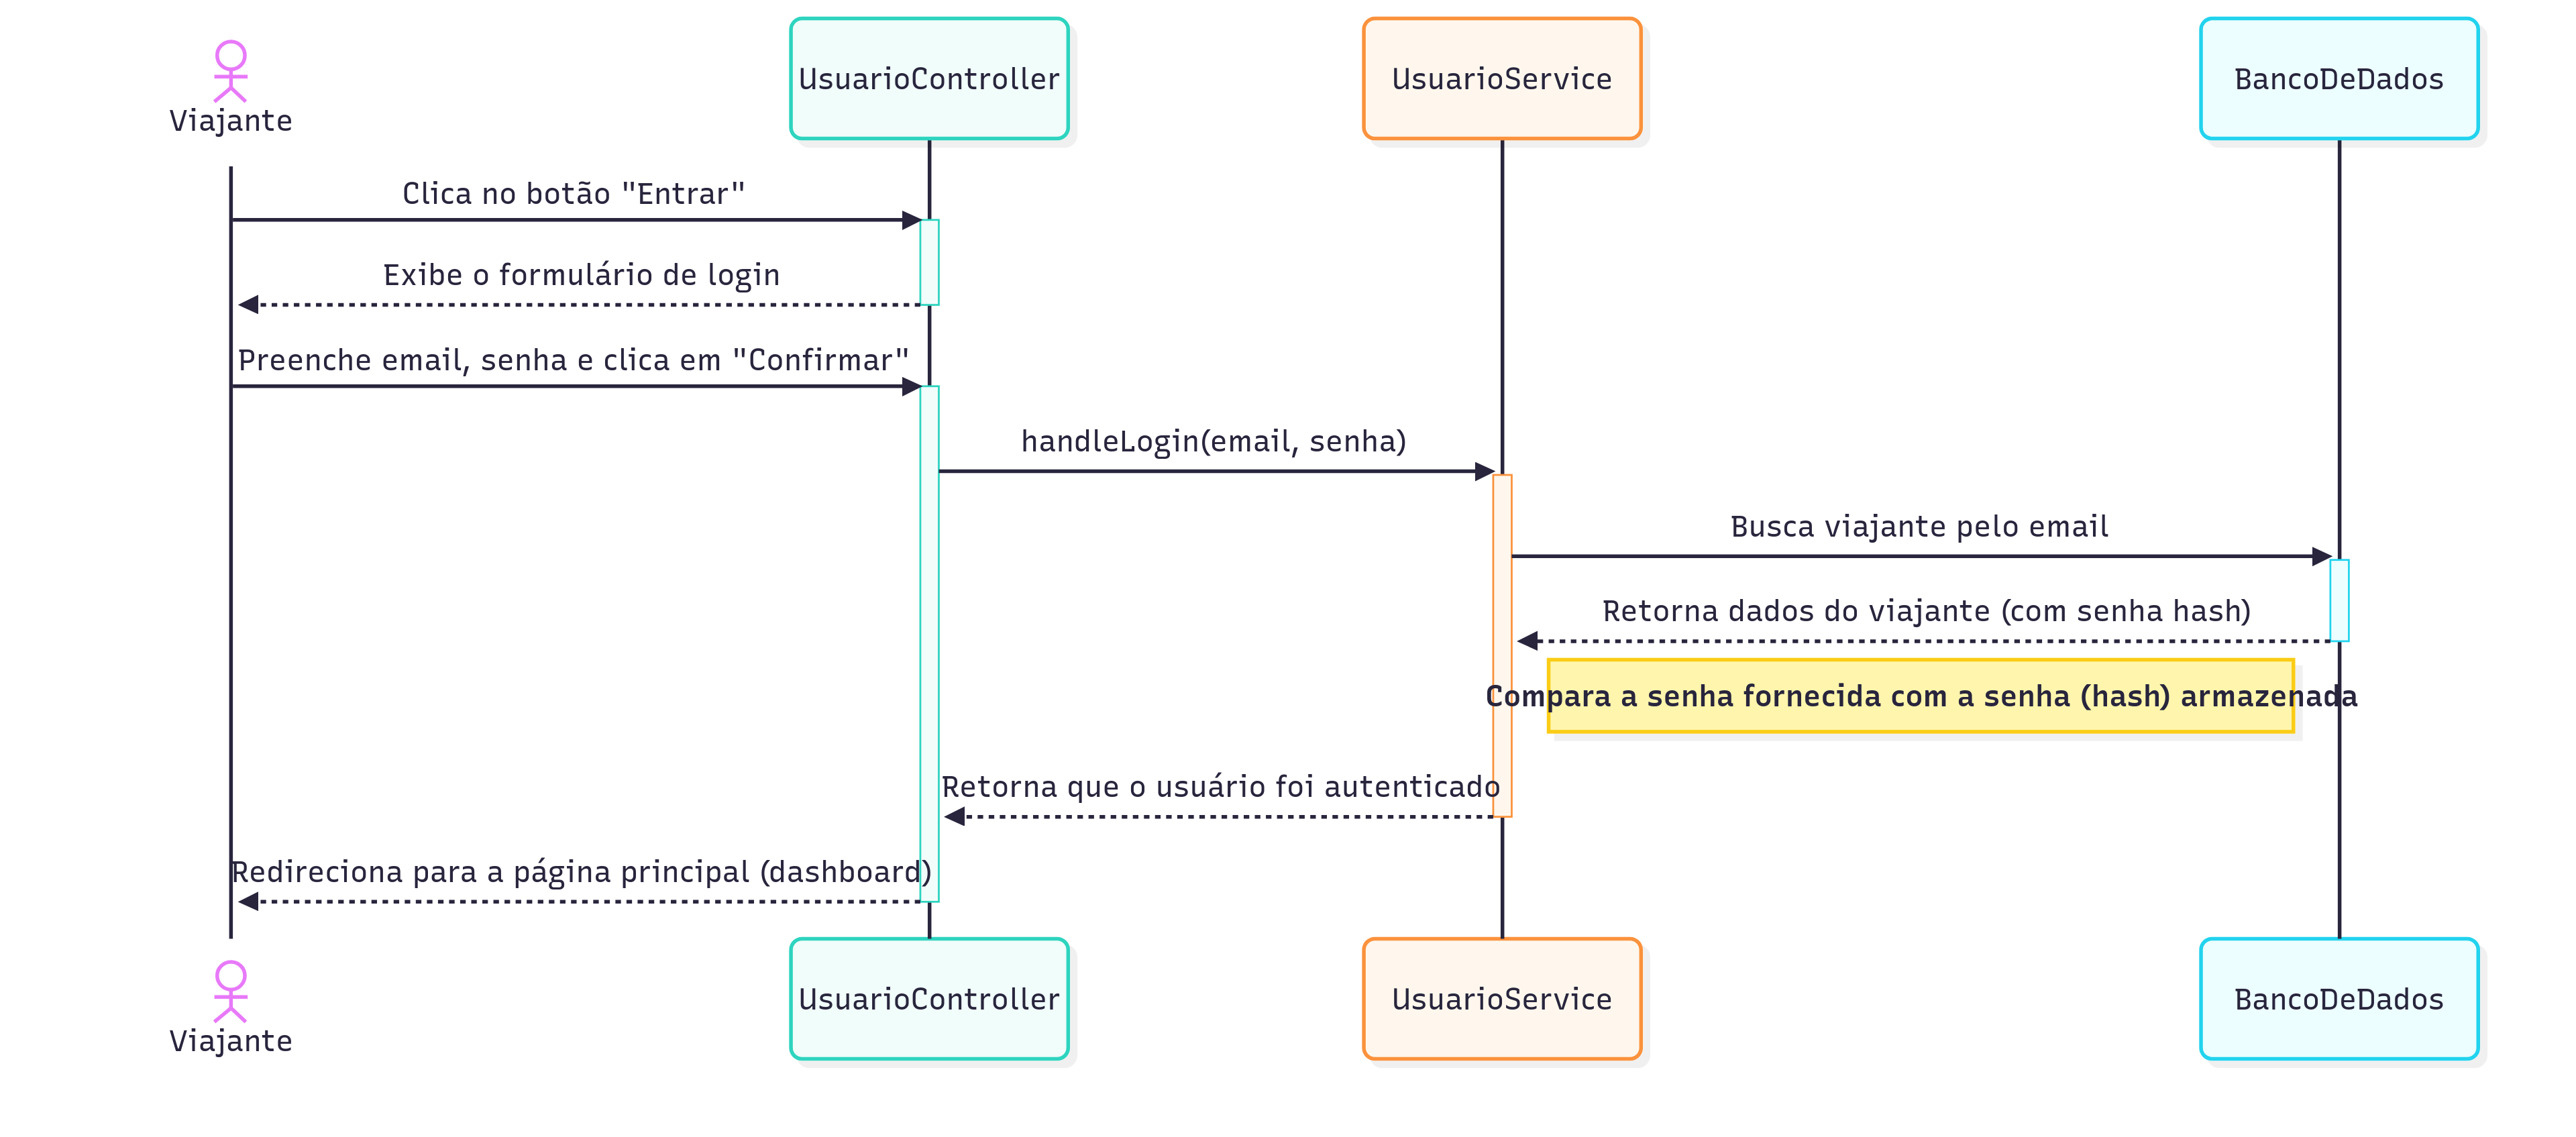 Viajante
UsuarioController
UsuarioService
BancoDeDados
Clica no botão "Entrar"
Exibe o formulário de login
Preenche email, senha e clica em "Confirmar"
handleLogin(email, senha)
Busca viajante pelo email
Retorna dados do viajante (com senha hash)
Compara a senha fornecida com a senha (hash) armazenada
Retorna que o usuário foi autenticado
Redireciona para a página principal (dashboard)
Viajante
UsuarioController
UsuarioService
BancoDeDados